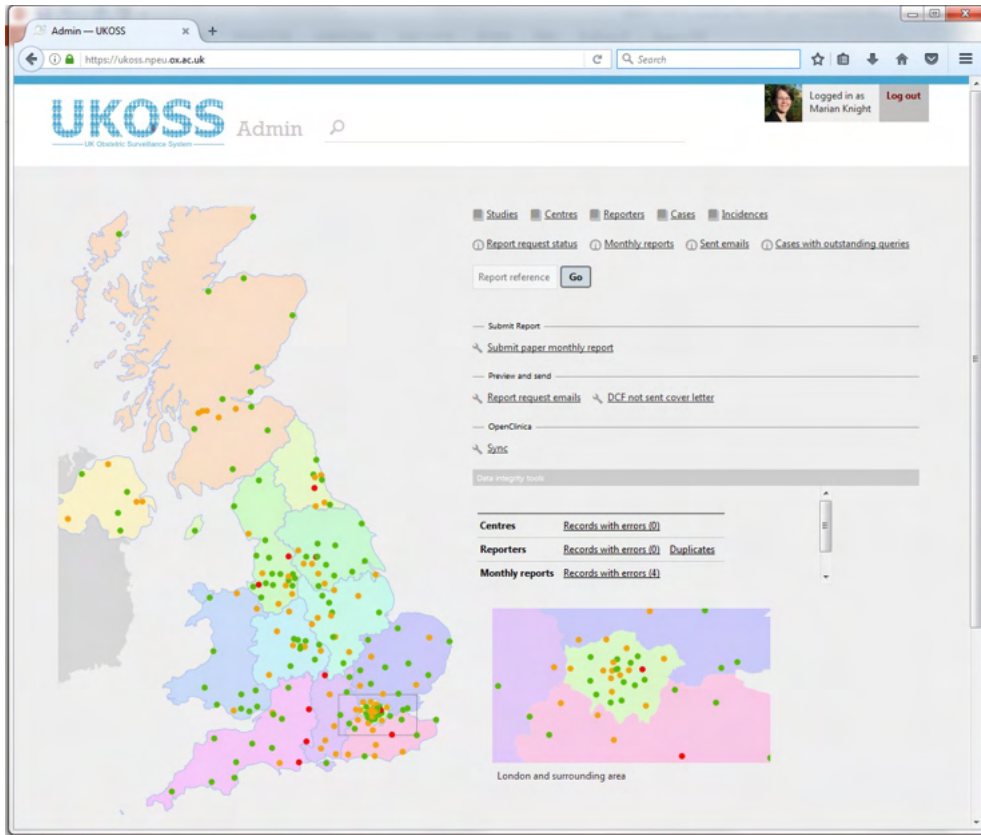 Admin — UKOSS
https://ukoss.npeu.ox.ac.uk
Search
UKOSS Admin
UK Obstetric Surveillance System
Logged in as Marian Knight
Log out
Studies Centres Reporters Cases Incidences
Report request status Monthly reports Sent emails Cases with outstanding queries
Report reference Go
Submit Report
Submit paper monthly report
Preview and send
Report request emails DCF not sent cover letter
OpenClinica
Sync
Data integrity tools
Centres Records with errors (0)
Reporters Records with errors (0) Duplicates
Monthly reports Records with errors (4)
London and surrounding area